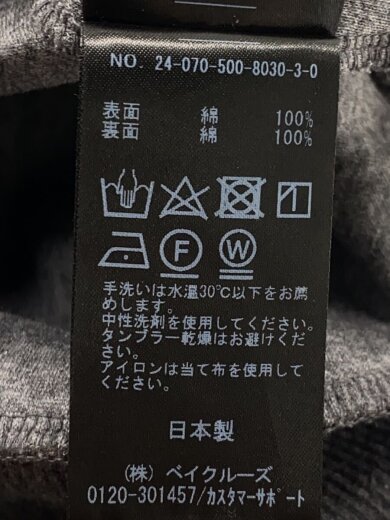 NO. 24-070-500-8030-3-0
表面 綿 100%
裏面 綿 100%
F W
手洗いは水温30℃以下をお薦
めします。
中性洗剤を使用してください。
タンブラー乾燥はお避けくだ
さい。
アイロンは当て布を使用して
ください。
日本製
(株) ベイクルーズ
0120-301457/カスタマーサポート